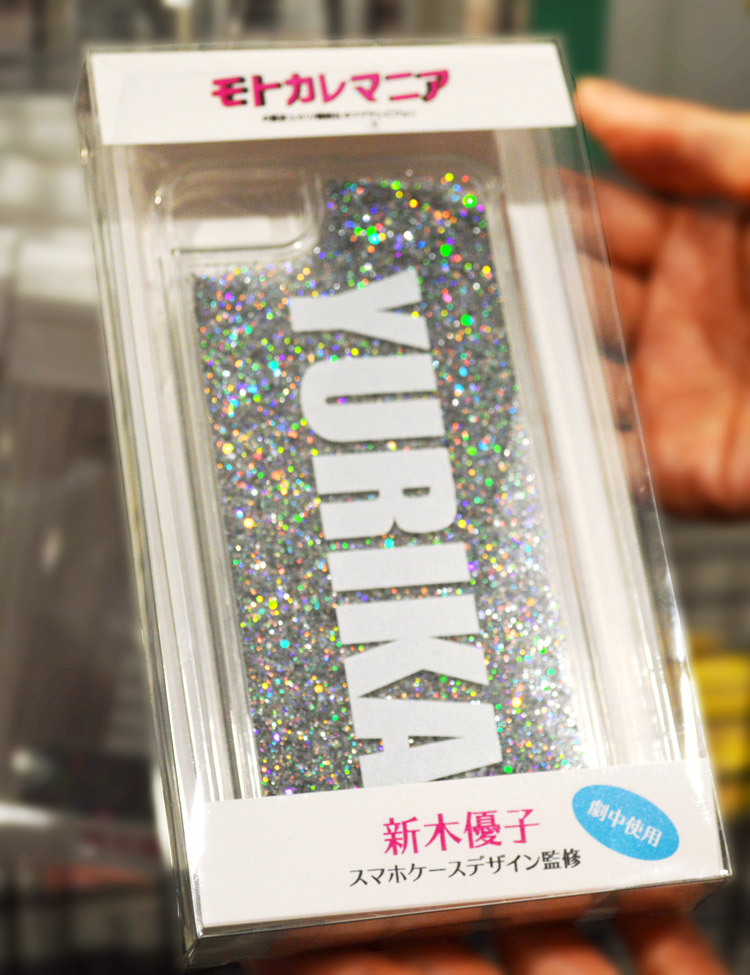 モトカレマニア
YURIKA
新木優子
劇中使用
スマホケースデザイン監修